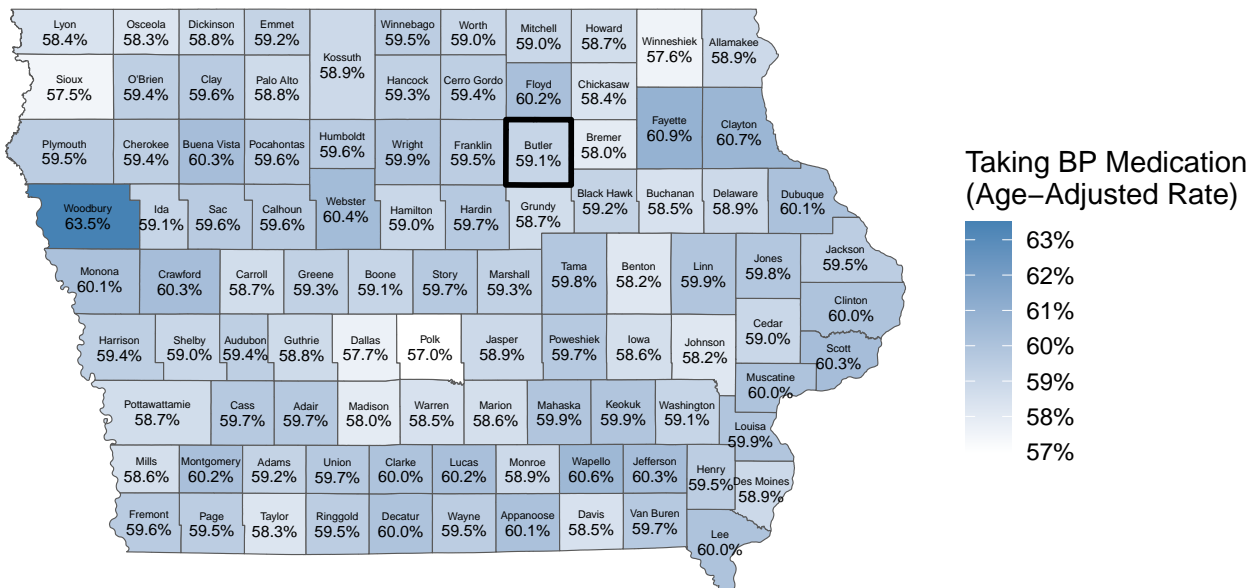 Lyon
58.4%
Osceola
58.3%
Dickinson
58.8%
Emmet
59.2%
Winnebago
59.5%
Worth
59.0%
Mitchell
59.0%
Howard
58.7%
Winneshiek
57.6%
Allamakee
58.9%
Kossuth
58.9%
Sioux
57.5%
O'Brien
59.4%
Clay
59.6%
Palo Alto
58.8%
Hancock
59.3%
Cerro Gordo
59.4%
Floyd
60.2%
Chickasaw
58.4%
Fayette
60.9%
Clayton
60.7%
Plymouth
59.5%
Cherokee
59.4%
Buena Vista
60.3%
Pocahontas
59.6%
Humboldt
59.6%
Wright
59.9%
Franklin
59.5%
Butler
59.1%
Bremer
58.0%
Woodbury
63.5%
Ida
59.1%
Sac
59.6%
Calhoun
59.6%
Webster
60.4%
Hamilton
59.0%
Hardin
59.7%
Grundy
58.7%
Black Hawk
59.2%
Buchanan
58.5%
Delaware
58.9%
Dubuque
60.1%
Monona
60.1%
Crawford
60.3%
Carroll
58.7%
Greene
59.3%
Boone
59.1%
Story
59.7%
Marshall
59.3%
Tama
59.8%
Benton
58.2%
Linn
59.9%
Jones
59.8%
Jackson
59.5%
Clinton
60.0%
Harrison
59.4%
Shelby
59.0%
Audubon
59.4%
Guthrie
58.8%
Dallas
57.7%
Polk
57.0%
Jasper
58.9%
Poweshiek
59.7%
Iowa
58.6%
Johnson
58.2%
Cedar
59.0%
Scott
60.3%
Muscatine
60.0%
Pottawattamie
58.7%
Cass
59.7%
Adair
59.7%
Madison
58.0%
Warren
58.5%
Marion
58.6%
Mahaska
59.9%
Keokuk
59.9%
Washington
59.1%
Louisa
59.9%
Mills
58.6%
Montgomery
60.2%
Adams
59.2%
Union
59.7%
Clarke
60.0%
Lucas
60.2%
Monroe
58.9%
Wapello
60.6%
Jefferson
60.3%
Henry
59.5%
Des Moines
58.9%
Fremont
59.6%
Page
59.5%
Taylor
58.3%
Ringgold
59.5%
Decatur
60.0%
Wayne
59.5%
Appanoose
60.1%
Davis
58.5%
Van Buren
59.7%
Lee
60.0%
Taking BP Medication
(Age−Adjusted Rate)
63%
62%
61%
60%
59%
58%
57%